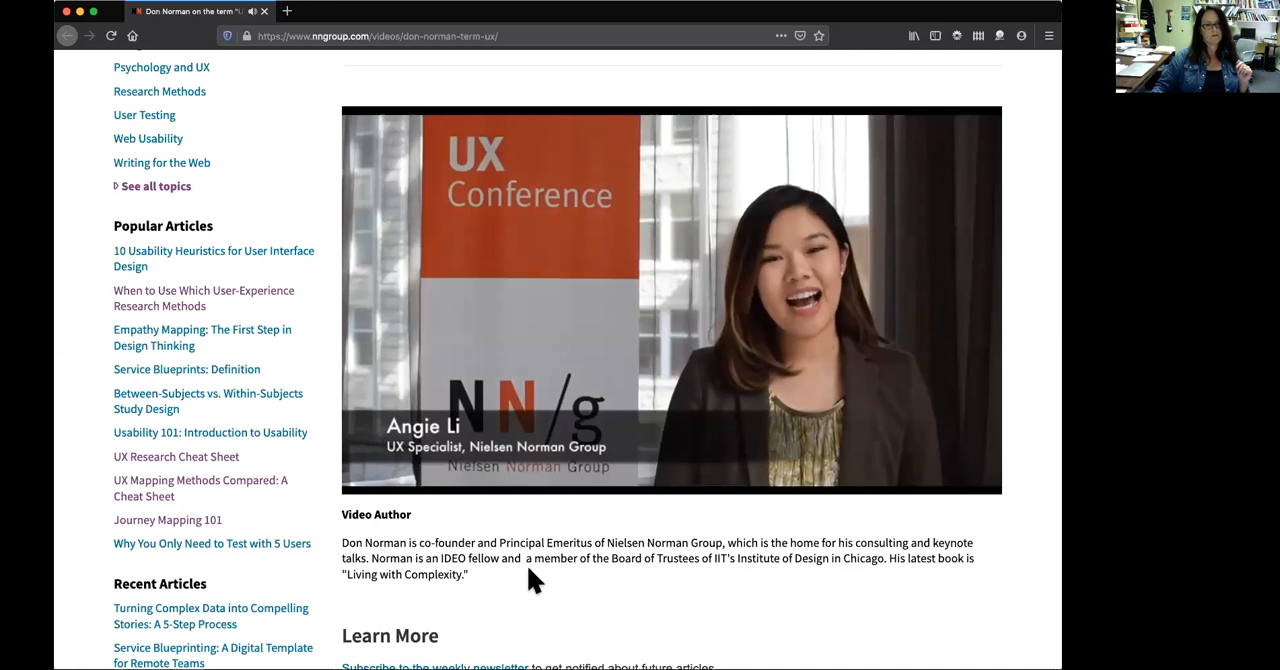 Don Norman on the term "U
https://www.nngroup.com/videos/don-norman-term-ux/
Psychology and UX
Research Methods
User Testing
Web Usability
Writing for the Web
See all topics
Popular Articles
10 Usability Heuristics for User Interface
Design
When to Use Which User-Experience
Research Methods
Empathy Mapping: The First Step in
Design Thinking
Service Blueprints: Definition
Between-Subjects vs. Within-Subjects
Study Design
Usability 101: Introduction to Usability
UX Research Cheat Sheet
UX Mapping Methods Compared: A
Cheat Sheet
Journey Mapping 101
Why You Only Need to Test with 5 Users
Recent Articles
Turning Complex Data into Compelling
Stories: A 5-Step Process
Service Blueprinting: A Digital Template
for Remote Teams
UX
Conference
NN/g
Angie Li
UX Specialist, Nielsen Norman Group
Nielsen Norman Group
Video Author
Don Norman is co-founder and Principal Emeritus of Nielsen Norman Group, which is the home for his consulting and keynote
talks. Norman is an IDEO fellow and a member of the Board of Trustees of IIT's Institute of Design in Chicago. His latest book is
"Living with Complexity."
Learn More
Subscribe to the weekly newsletter to get notified about future articles.